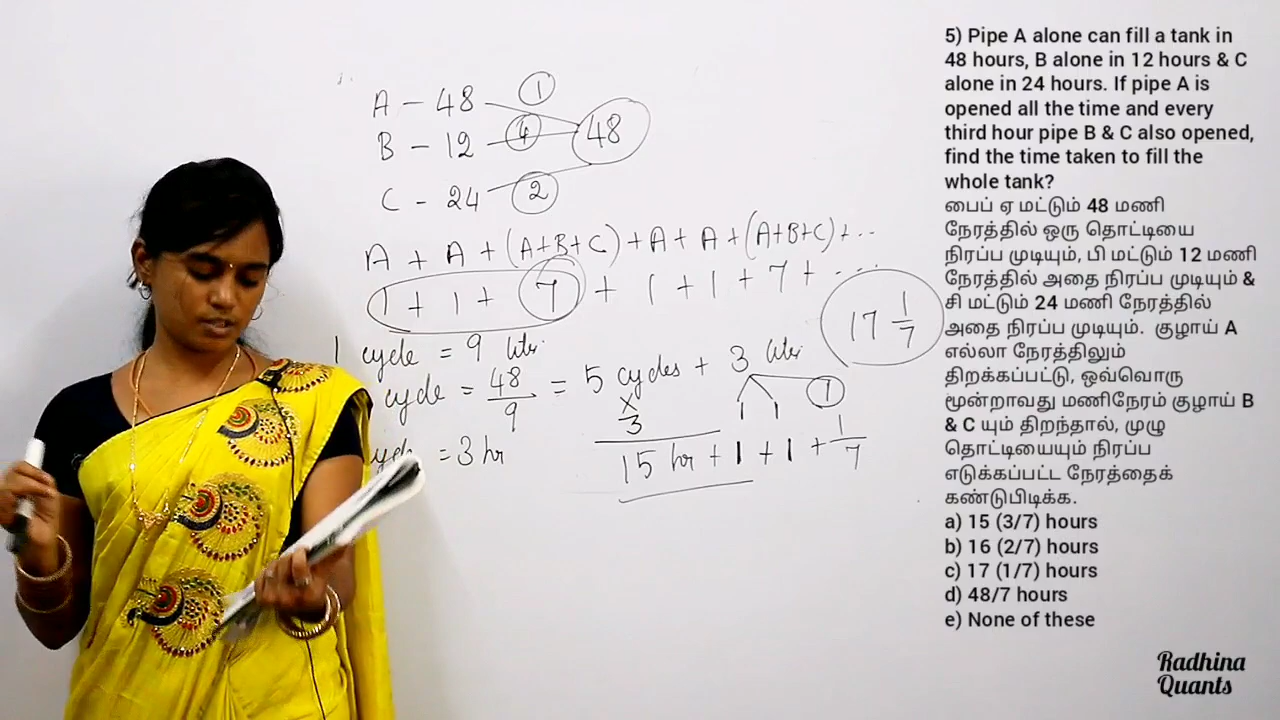 A - 48 1
B - 12 4 48
C - 24 2
A + A + (A+B+C) + A + A + (A+B+C) + ...
1 + 1 + 7 + 1 + 1 + 7 + ....
17 1/7
1 cycle = 9 litr.
cycle = 48/9 = 5 cycles + 3 litr
× 3 1 1 1
= 3 hr 15 hr + 1 + 1 + 1/7
5) Pipe A alone can fill a tank in
48 hours, B alone in 12 hours & C
alone in 24 hours. If pipe A is
opened all the time and every
third hour pipe B & C also opened,
find the time taken to fill the
whole tank?
பைப் ஏ மட்டும் 48 மணி
நேரத்தில் ஒரு தொட்டியை
நிரப்ப முடியும், பி மட்டும் 12 மணி
நேரத்தில் அதை நிரப்ப முடியும் &
சி மட்டும் 24 மணி நேரத்தில்
அதை நிரப்ப முடியும். குழாய் A
எல்லா நேரத்திலும்
திறக்கப்பட்டு, ஒவ்வொரு
மூன்றாவது மணிநேரம் குழாய் B
& C யும் திறந்தால், முழு
தொட்டியையும் நிரப்ப
எடுக்கப்பட்ட நேரத்தைக்
கண்டுபிடிக்க.
a) 15 (3/7) hours
b) 16 (2/7) hours
c) 17 (1/7) hours
d) 48/7 hours
e) None of these
Radhina
Quants